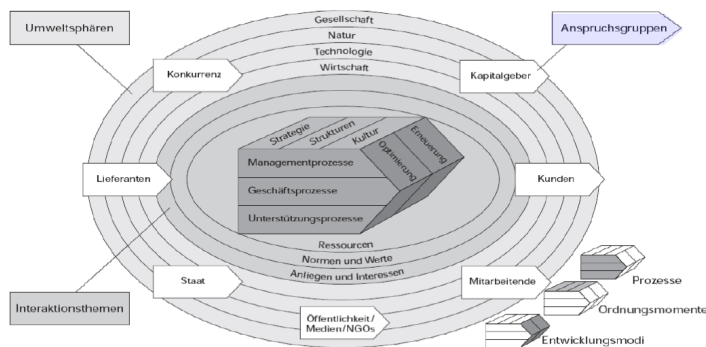 Umweltsphären
Gesellschaft
Natur
Technologie
Wirtschaft
Anspruchsgruppen
Konkurrenz
Kapitalgeber
Strategie
Strukturen
Kultur
Optimierung
Erneuerung
Managementprozesse
Geschäftsprozesse
Unterstützungsprozesse
Lieferanten
Kunden
Ressourcen
Normen und Werte
Anliegen und Interessen
Staat
Mitarbeitende
Interaktionsthemen
Öffentlichkeit/
Medien/NGOs
Prozesse
Ordnungsmomente
Entwicklungsmodi